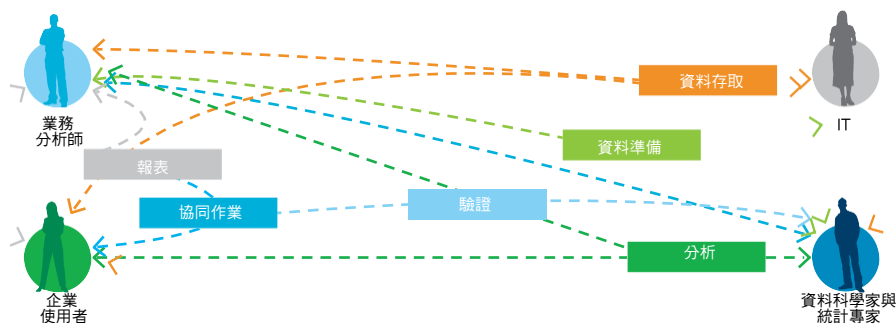 資料存取
業務
分析師
IT
資料準備
報表
驗證
協同作業
分析
企業
使用者
資料科學家與
統計專家